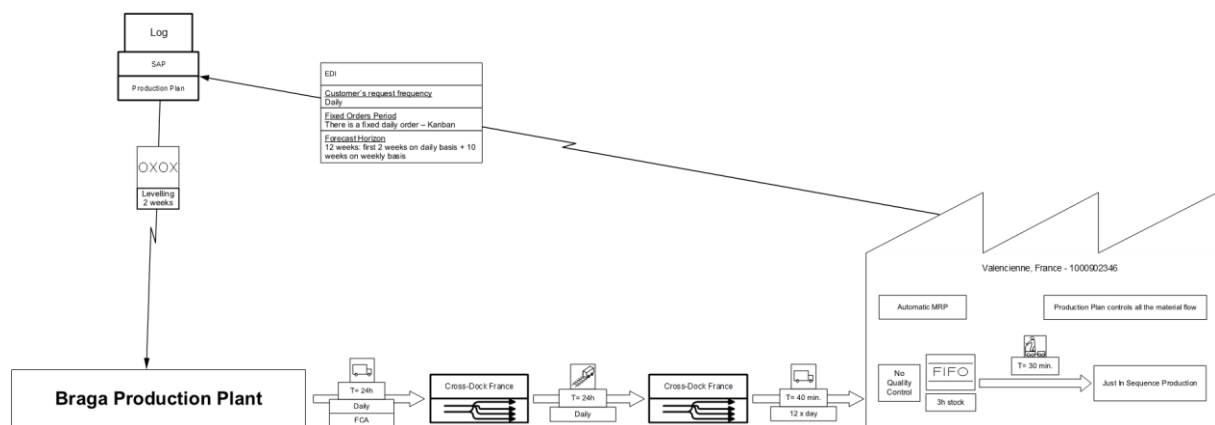 Log
SAP
Production Plan
OXOX
Levelling
2 weeks
EDI
Customer´s request frequency
Daily
Fixed Orders Period
There is a fixed daily order – Kanban
Forecast Horizon
12 weeks: first 2 weeks on daily basis + 10
weeks on weekly basis
Valencienne, France - 1000902346
Automatic MRP
Production Plan controls all the material flow
Braga Production Plant
T= 24h
Daily
FCA
Cross-Dock France
T= 24h
Daily
Cross-Dock France
T= 40 min.
12 x day
No
Quality
Control
FIFO
3h stock
T= 30 min.
Just In Sequence Production